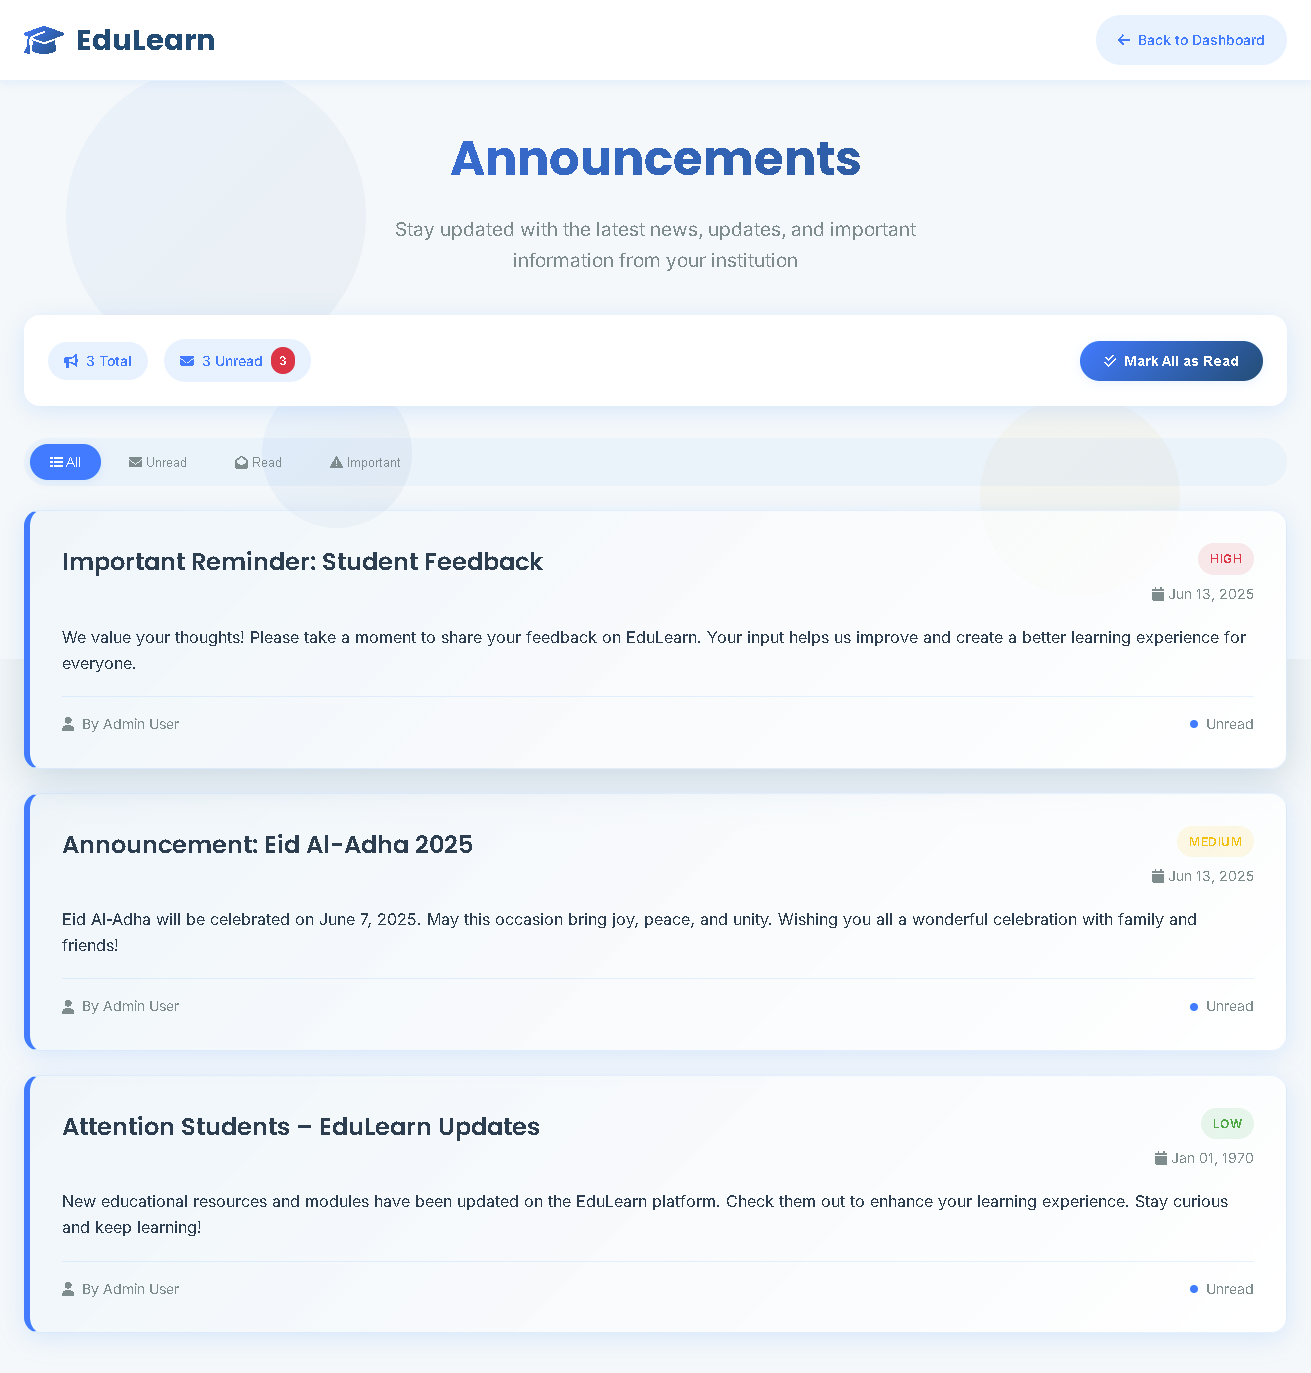 EduLearn
Back to Dashboard
Announcements
Stay updated with the latest news, updates, and important
information from your institution
3 Total
3 Unread 3
Mark All as Read
All
Unread
Read
Important
Important Reminder: Student Feedback
HIGH
Jun 13, 2025
We value your thoughts! Please take a moment to share your feedback on EduLearn. Your input helps us improve and create a better learning experience for
everyone.
By Admin User
Unread
Announcement: Eid Al-Adha 2025
MEDIUM
Jun 13, 2025
Eid Al-Adha will be celebrated on June 7, 2025. May this occasion bring joy, peace, and unity. Wishing you all a wonderful celebration with family and
friends!
By Admin User
Unread
Attention Students – EduLearn Updates
LOW
Jan 01, 1970
New educational resources and modules have been updated on the EduLearn platform. Check them out to enhance your learning experience. Stay curious
and keep learning!
By Admin User
Unread